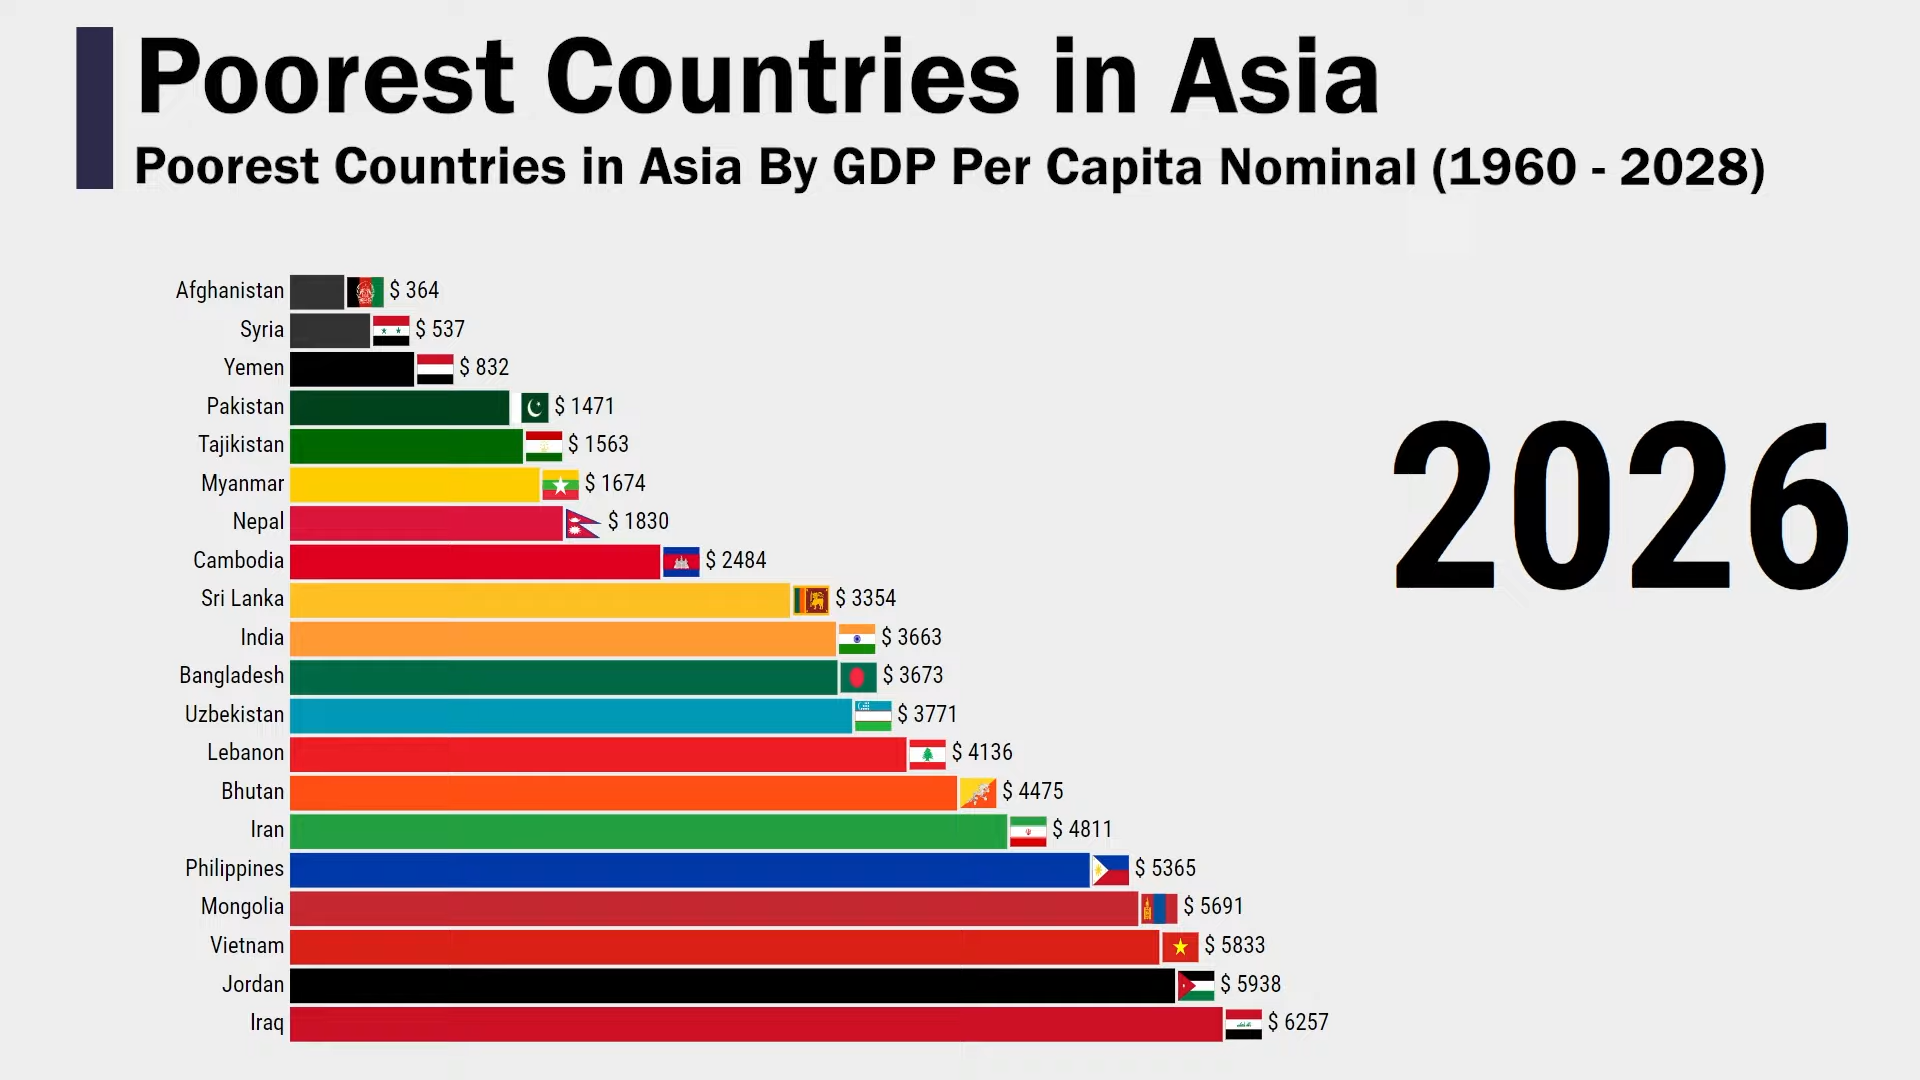 Poorest Countries in Asia
Poorest Countries in Asia By GDP Per Capita Nominal (1960 - 2028)
Afghanistan $ 364
Syria $ 537
Yemen $ 832
Pakistan $ 1471
Tajikistan $ 1563
Myanmar $ 1674
Nepal $ 1830
Cambodia $ 2484
Sri Lanka $ 3354
India $ 3663
Bangladesh $ 3673
Uzbekistan $ 3771
Lebanon $ 4136
Bhutan $ 4475
Iran $ 4811
Philippines $ 5365
Mongolia $ 5691
Vietnam $ 5833
Jordan $ 5938
Iraq $ 6257
2026